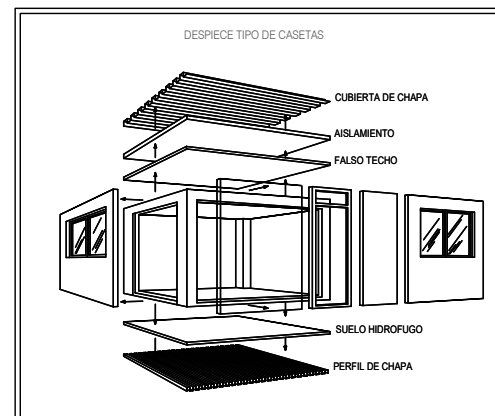 DESPIECE TIPO DE CASETAS
CUBIERTA DE CHAPA
AISLAMIENTO
FALSO TECHO
SUELO HIDROFUGO
PERFIL DE CHAPA